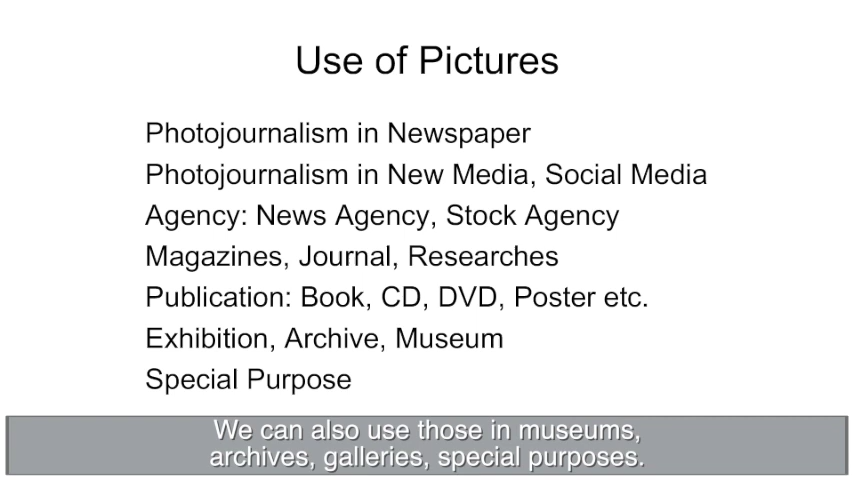 Use of Pictures
Photojournalism in Newspaper
Photojournalism in New Media, Social Media
Agency: News Agency, Stock Agency
Magazines, Journal, Researches
Publication: Book, CD, DVD, Poster etc.
Exhibition, Archive, Museum
Special Purpose
We can also use those in museums,
archives, galleries, special purposes.